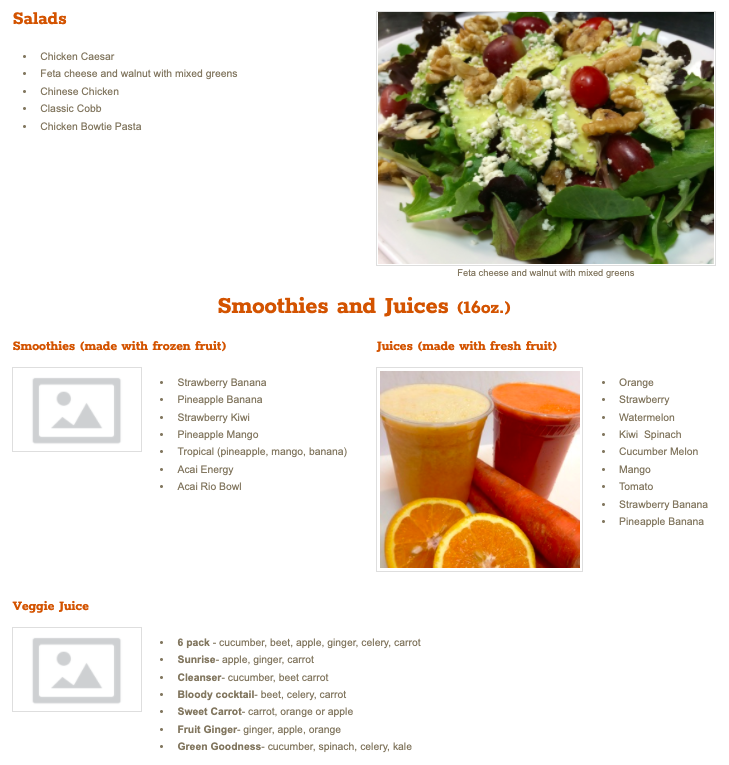 Salads
Chicken Caesar
Feta cheese and walnut with mixed greens
Chinese Chicken
Classic Cobb
Chicken Bowtie Pasta
Feta cheese and walnut with mixed greens
Smoothies and Juices (16oz.)
Smoothies (made with frozen fruit)
Strawberry Banana
Pineapple Banana
Strawberry Kiwi
Pineapple Mango
Tropical (pineapple, mango, banana)
Acai Energy
Acai Rio Bowl
Juices (made with fresh fruit)
Orange
Strawberry
Watermelon
Kiwi  Spinach
Cucumber Melon
Mango
Tomato
Strawberry Banana
Pineapple Banana
Veggie Juice
6 pack - cucumber, beet, apple, ginger, celery, carrot
Sunrise- apple, ginger, carrot
Cleanser- cucumber, beet carrot
Bloody cocktail- beet, celery, carrot
Sweet Carrot- carrot, orange or apple
Fruit Ginger- ginger, apple, orange
Green Goodness- cucumber, spinach, celery, kale